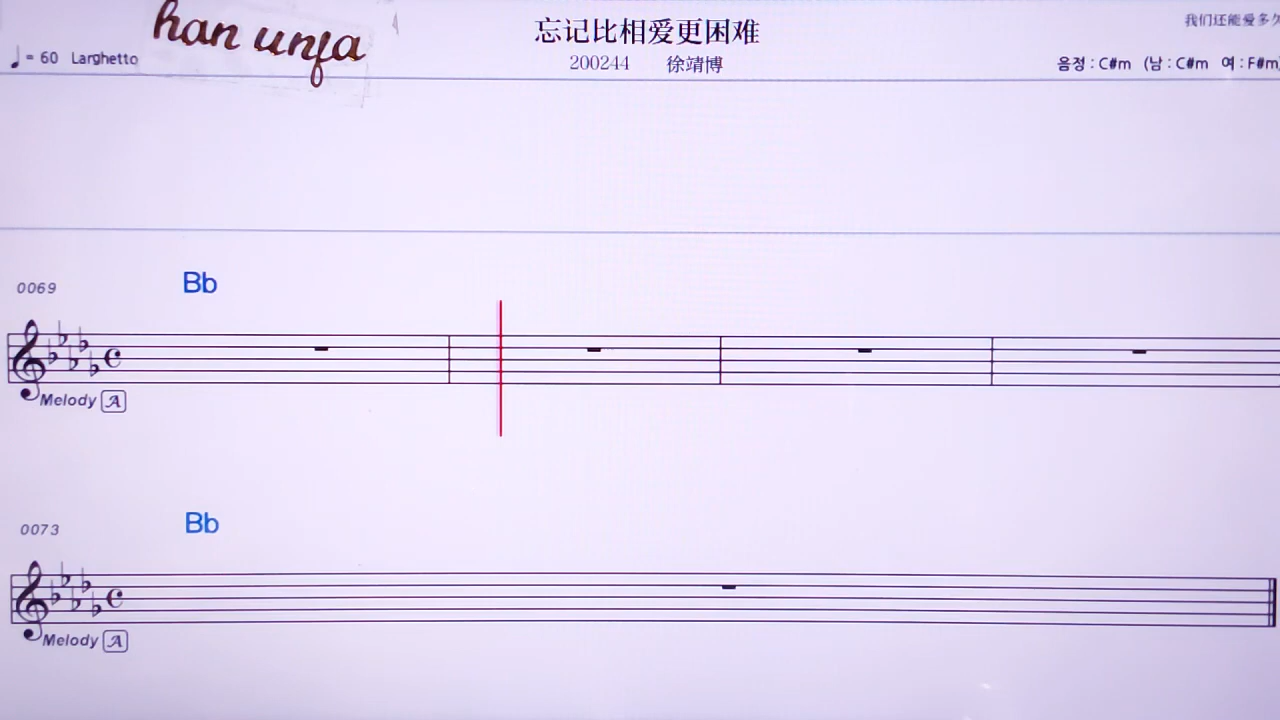 han unfa
忘记比相爱更困难
我们还能爱多久
♩= 60 Larghetto
200244 徐靖博
음정 : C#m (남 : C#m 여 : F#m)
0069 Bb
Melody A
0073 Bb
Melody A